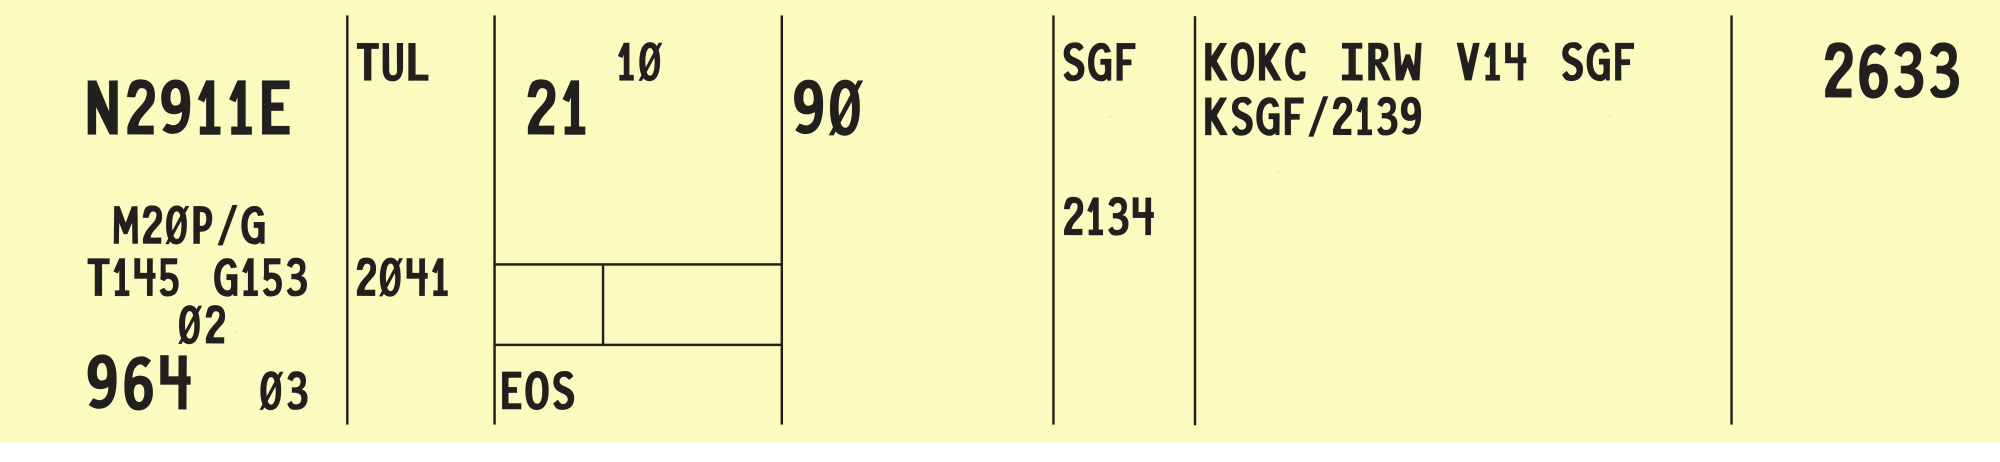 N2911E
M2ØP/G
T145 G153
Ø2
964 Ø3
TUL
2Ø41
1Ø
21
EOS
9Ø
SGF
2134
KOKC IRW V14 SGF
KSGF/2139
2633